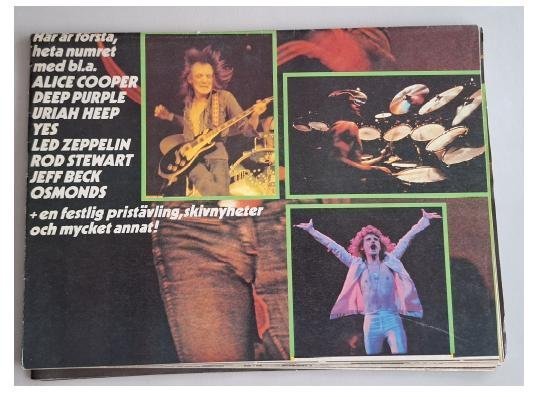 Här är första,
heta numret
med bl.a.
ALICE COOPER
DEEP PURPLE
URIAH HEEP
YES
LED ZEPPELIN
ROD STEWART
JEFF BECK
OSMONDS
+ en festlig pristävling, skivnyheter
och mycket annat!